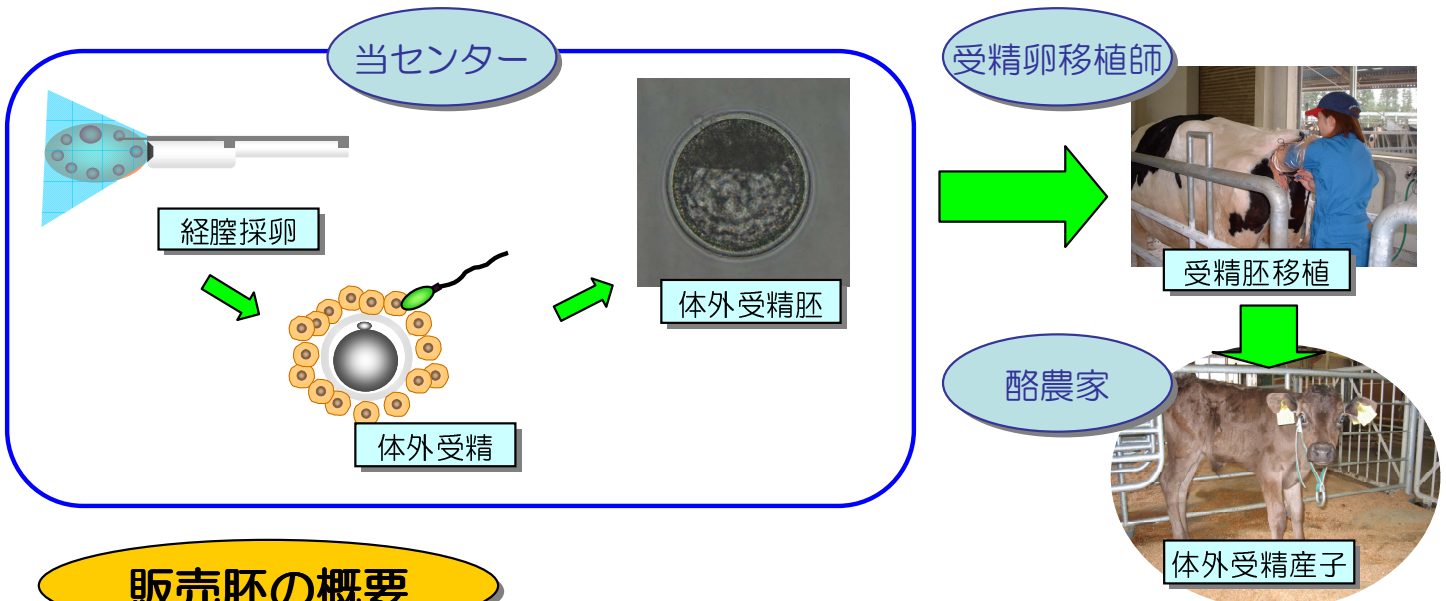 当センター
経膣採卵
体外受精
体外受精胚
受精卵移植師
受精胚移植
酪農家
体外受精産子
販売胚の概要